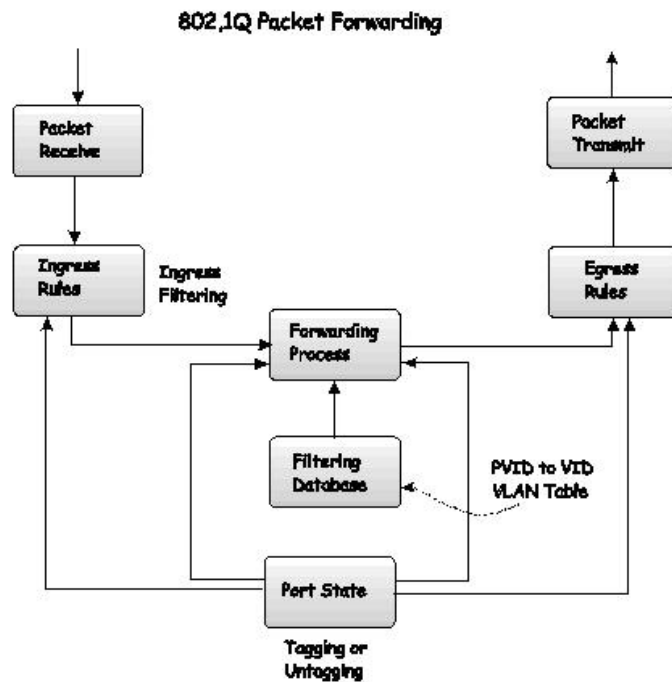 802,1Q Packet Forwarding
Packet
Receive
Packet
Transmit
Ingress
Rules
Ingress
Filtering
Egress
Rules
Forwarding
Process
Filtering
Database
PVID to VID
VLAN Table
Port State
Tagging or
Untagging